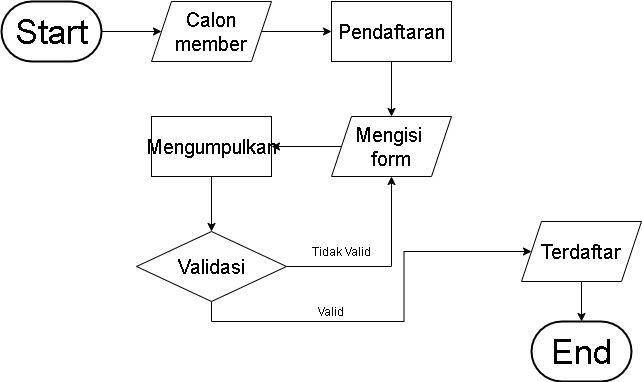 Start
Calon
member
Pendaftaran
Mengisi
form
Mengumpulkan
Validasi
Tidak Valid
Valid
Terdaftar
End